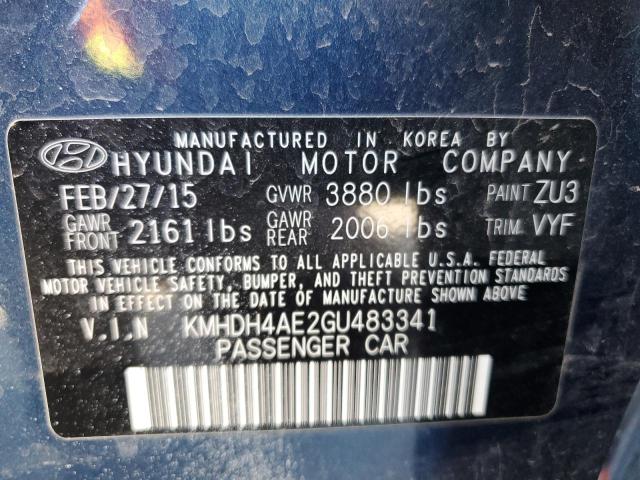 MANUFACTURED IN KOREA BY
HYUNDAI MOTOR COMPANY
FEB/27/15 GVWR 3880 lbs PAINT ZU3
GAWR FRONT 2161 lbs GAWR REAR 2006 lbs TRIM VYF
THIS VEHICLE CONFORMS TO ALL APPLICABLE U.S.A. FEDERAL
MOTOR VEHICLE SAFETY, BUMPER, AND THEFT PREVENTION STANDARDS
IN EFFECT ON THE DATE OF MANUFACTURE SHOWN ABOVE
V.I.N KMHDH4AE2GU483341
PASSENGER CAR